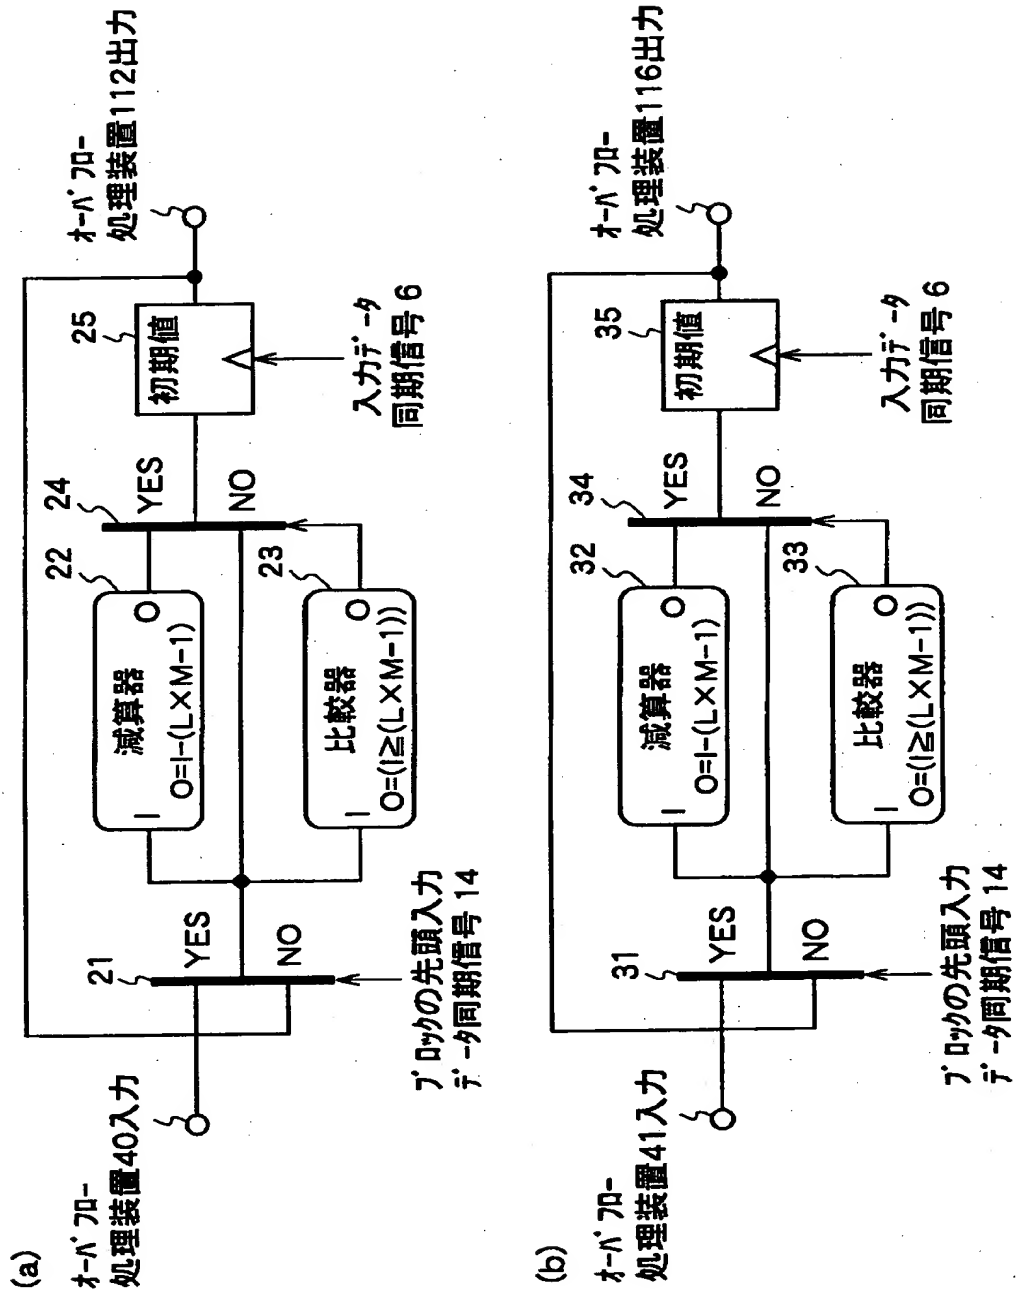 (a)
オーバフロー
処理装置40入力
21
YES
NO
ブロックの先頭入力
データ同期信号 14
22
減算器
I
O
O=I-(L×M-1)
23
比較器
I
O
O=(I≧(L×M-1))
24
YES
NO
25
初期値
入力データ
同期信号 6
オーバフロー
処理装置112出力
(b)
オーバフロー
処理装置41入力
31
YES
NO
ブロックの先頭入力
データ同期信号 14
32
減算器
I
O
O=I-(L×M-1)
33
比較器
I
O
O=(I≧(L×M-1))
34
YES
NO
35
初期値
入力データ
同期信号 6
オーバフロー
処理装置116出力